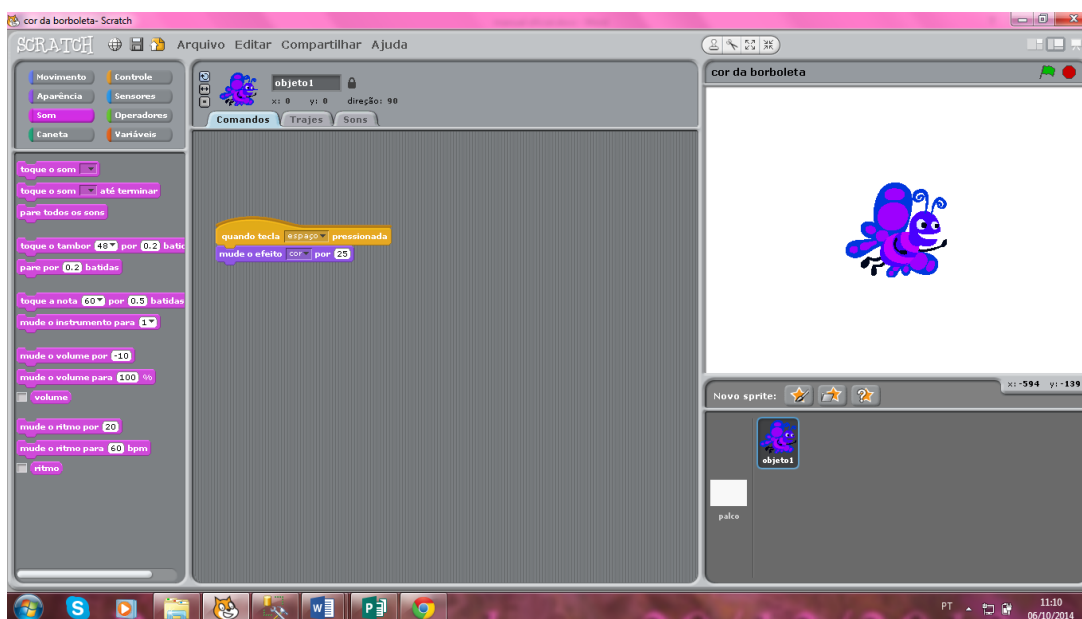 cor da borboleta- Scratch
SCRATCH Arquivo Editar Compartilhar Ajuda
Movimento Controle
Aparência Sensores
Som Operadores
Caneta Variáveis
objeto1
x: 0 y: 0 direção: 90
Comandos Trajes Sons
cor da borboleta
toque o som
toque o som até terminar
pare todos os sons
toque o tambor 48 por 0.2 batic
pare por 0.2 batidas
toque a nota 60 por 0.5 batidas
mude o instrumento para 1
mude o volume por -10
mude o volume para 100 %
volume
mude o ritmo por 20
mude o ritmo para 60 bpm
ritmo
quando tecla espaço pressionada
mude o efeito cor por 25
x: -594 y: -139
Novo sprite:
objeto1
palco
PT
11:10
06/10/2014